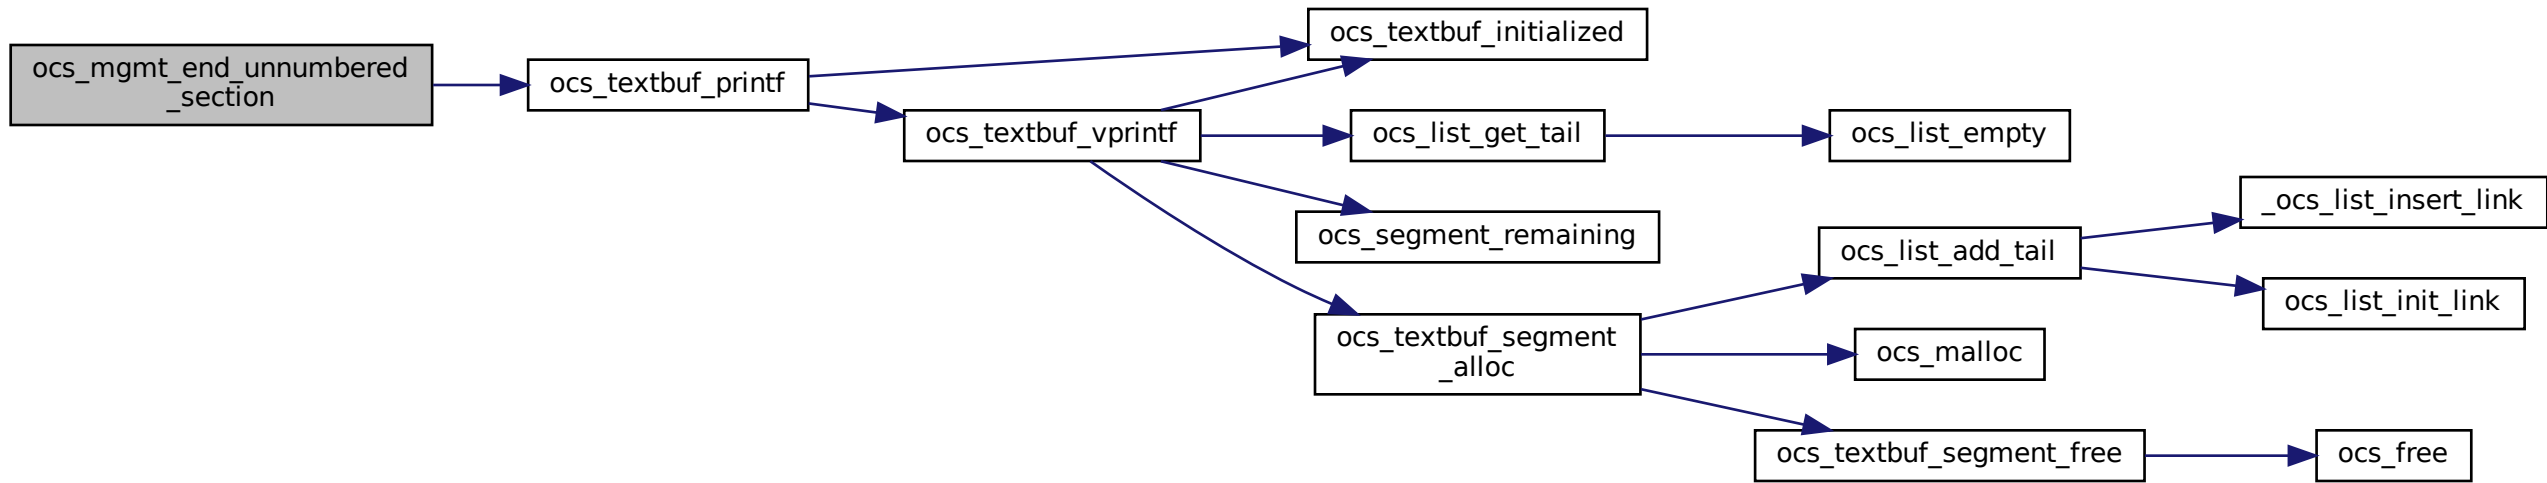 ocs_mgmt_end_unnumbered
_section
ocs_textbuf_printf
ocs_textbuf_initialized
ocs_textbuf_vprintf
ocs_list_get_tail
ocs_list_empty
ocs_segment_remaining
ocs_textbuf_segment
_alloc
ocs_list_add_tail
_ocs_list_insert_link
ocs_list_init_link
ocs_malloc
ocs_textbuf_segment_free
ocs_free